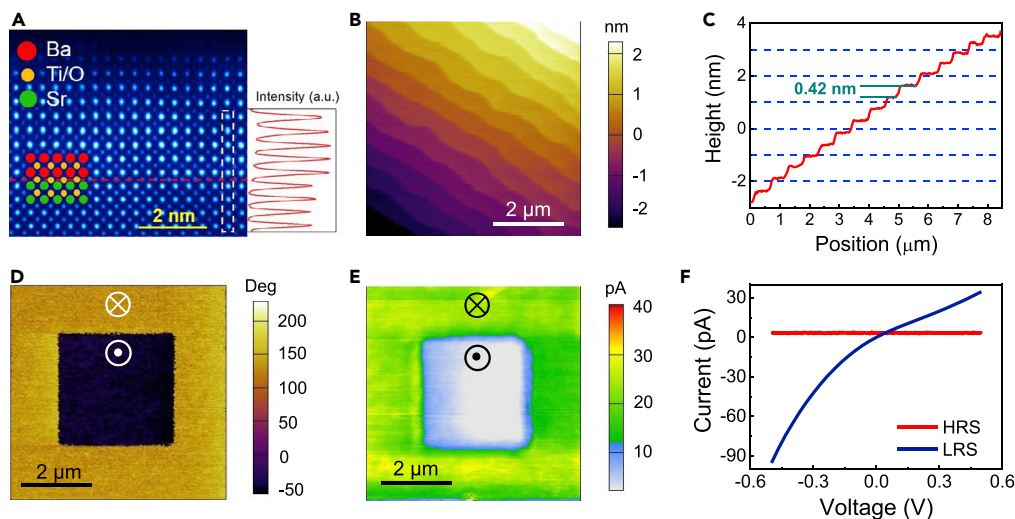 A
Ba
Ti/O
Sr
2 nm
Intensity (a.u.)
B
2 µm
nm
2
1
0
-1
-2
C
Height (nm)
4
2
0
-2
0.42 nm
0 1 2 3 4 5 6 7 8
Position (µm)
D
2 µm
Deg
200
150
100
50
0
-50
E
2 µm
pA
40
30
20
10
F
Current (pA)
30
0
-30
-60
-90
HRS
LRS
-0.6 -0.3 0.0 0.3 0.6
Voltage (V)